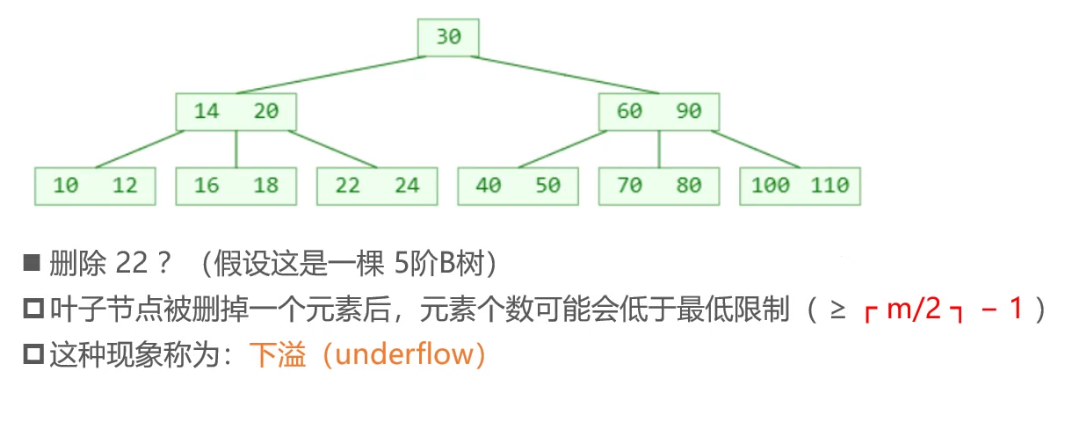 30
14 20 60 90
10 12 16 18 22 24 40 50 70 80 100 110
■ 删除 22 ？（假设这是一棵 5阶B树）
叶子节点被删掉一个元素后，元素个数可能会低于最低限制（ ≥ ┌ m/2 ┐ − 1 ）
这种现象称为：下溢（underflow）